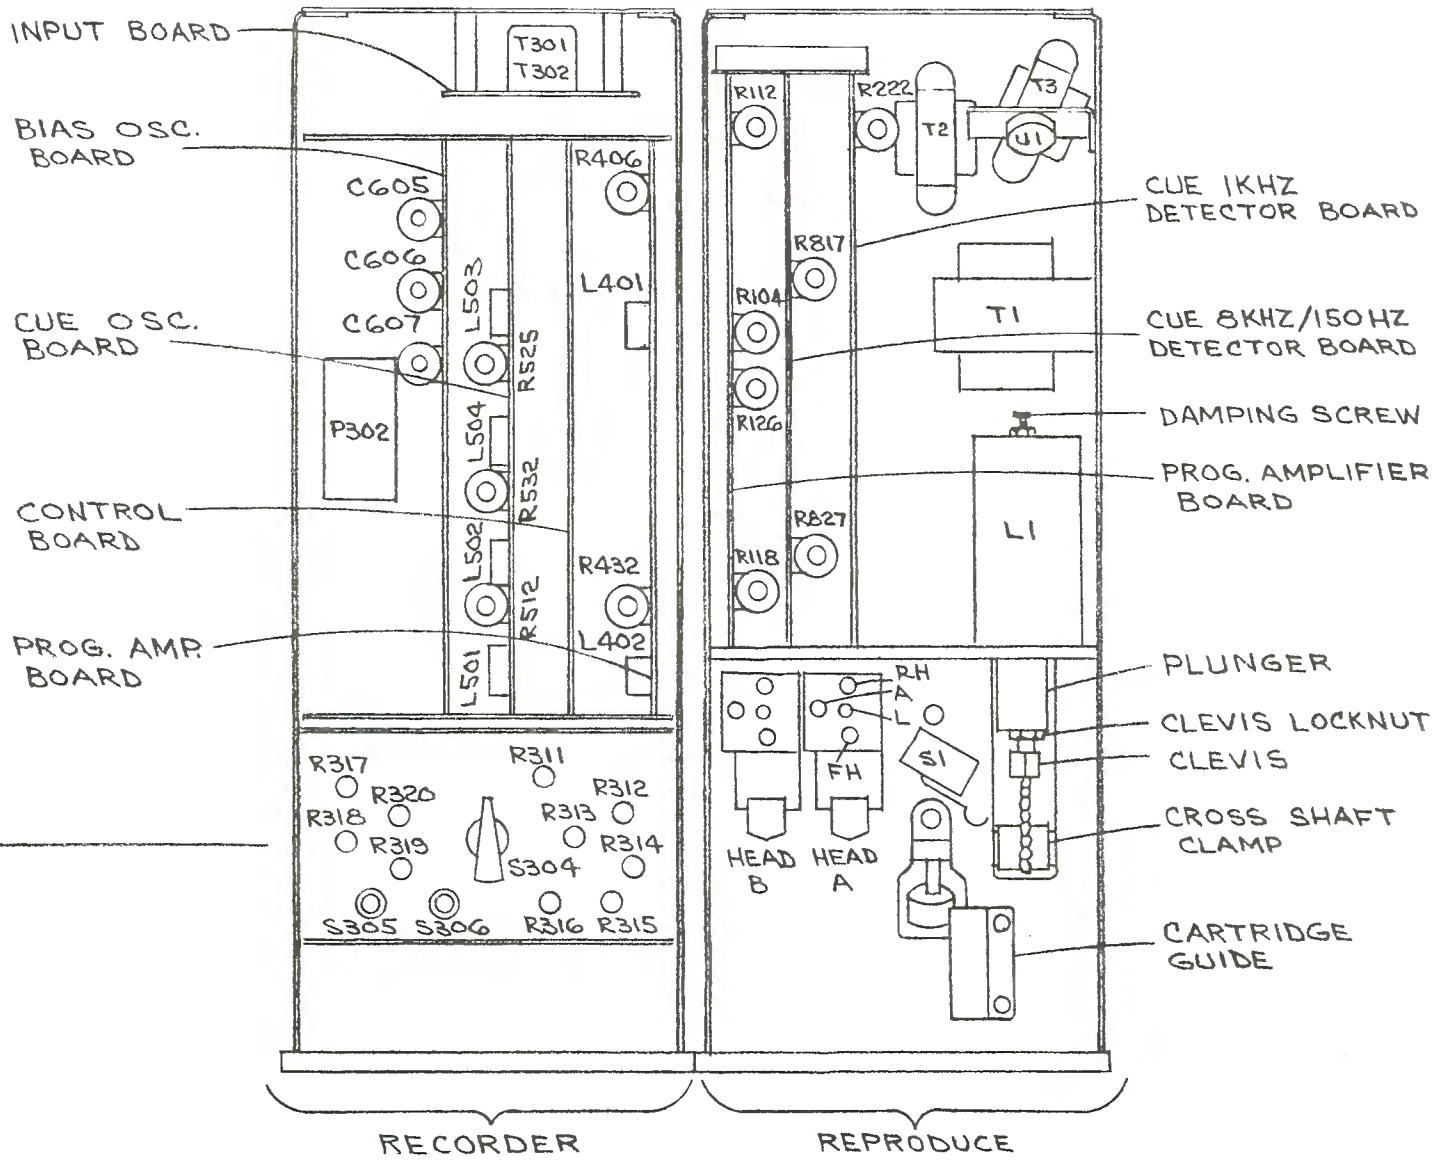 INPUT BOARD
BIAS OSC.
BOARD
CUE OSC.
BOARD
CONTROL
BOARD
PROG. AMP.
BOARD
T301
T302
R406
C605
C606
C607
L503
R525
L401
P302
L504
R532
L502
R512
R432
L402
L501
R317
R311
R320
R312
R318
R313
R319
R314
S304
S305
S306
R316
R315
RECORDER
R112
R222
T2
T3
U1
R817
R104
R126
T1
R827
R118
L1
RH
A
L
FH
S1
HEAD
B
HEAD
A
CUE 1KHZ
DETECTOR BOARD
CUE 8KHZ/150HZ
DETECTOR BOARD
DAMPING SCREW
PROG. AMPLIFIER
BOARD
PLUNGER
CLEVIS LOCKNUT
CLEVIS
CROSS SHAFT
CLAMP
CARTRIDGE
GUIDE
REPRODUCE